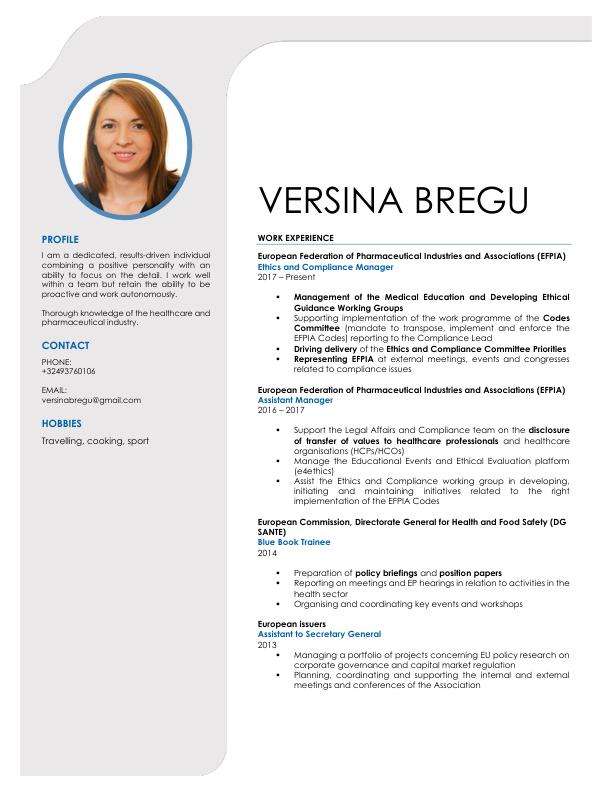 VERSINA BREGU
PROFILE
I am a dedicated, results-driven individual
combining a positive personality with an
ability to focus on the detail. I work well
within a team but retain the ability to be
proactive and work autonomously.
Thorough knowledge of the healthcare and
pharmaceutical industry.
CONTACT
PHONE:
+32493760106
EMAIL:
versinabregu@gmail.com
HOBBIES
Travelling, cooking, sport
WORK EXPERIENCE
European Federation of Pharmaceutical Industries and Associations (EFPIA)
Ethics and Compliance Manager
2017 – Present
▪ Management of the Medical Education and Developing Ethical
Guidance Working Groups
▪ Supporting implementation of the work programme of the Codes
Committee (mandate to transpose, implement and enforce the
EFPIA Codes) reporting to the Compliance Lead
▪ Driving delivery of the Ethics and Compliance Committee Priorities
▪ Representing EFPIA at external meetings, events and congresses
related to compliance issues
European Federation of Pharmaceutical Industries and Associations (EFPIA)
Assistant Manager
2016 – 2017
▪ Support the Legal Affairs and Compliance team on the disclosure
of transfer of values to healthcare professionals and healthcare
organisations (HCPs/HCOs)
▪ Manage the Educational Events and Ethical Evaluation platform
(e4ethics)
▪ Assist the Ethics and Compliance working group in developing,
initiating and maintaining initiatives related to the right
implementation of the EFPIA Codes
European Commission, Directorate General for Health and Food Safety (DG
SANTE)
Blue Book Trainee
2014
▪ Preparation of policy briefings and position papers
▪ Reporting on meetings and EP hearings in relation to activities in the
health sector
▪ Organising and coordinating key events and workshops
European issuers
Assistant to Secretary General
2013
▪ Managing a portfolio of projects concerning EU policy research on
corporate governance and capital market regulation
▪ Planning, coordinating and supporting the internal and external
meetings and conferences of the Association